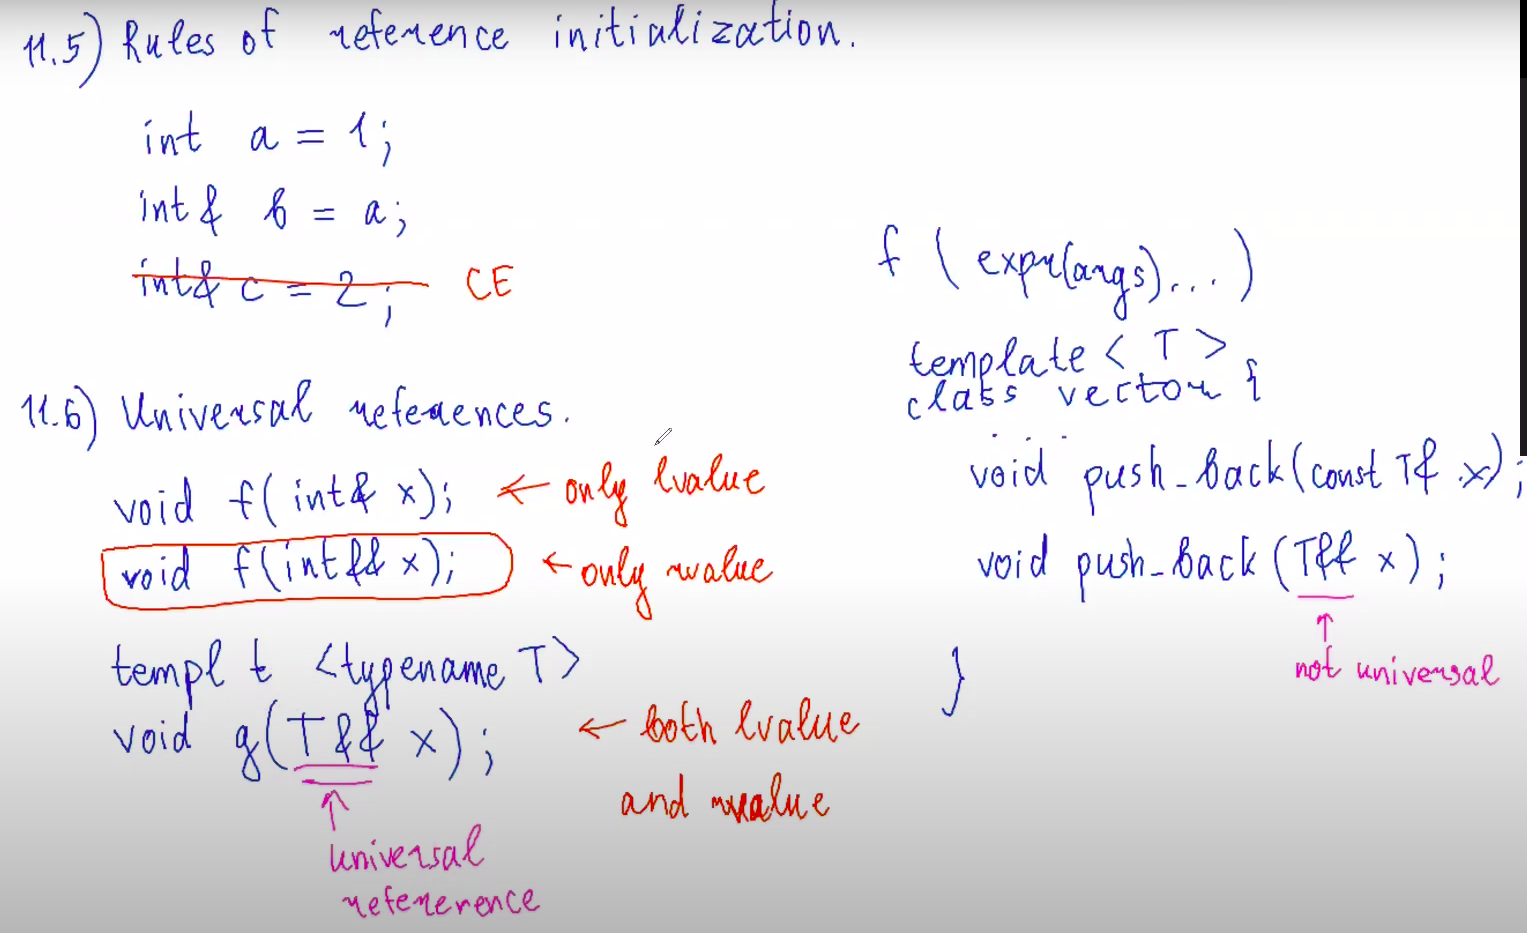 11.5) Rules of reference initialization.
int a = 1;
int& b = a;
int& c = 2; CE
11.6) Universal references.
void f(int& x); ← only lvalue
void f(int&& x); ← only rvalue
templ t <typename T>
void g(T&& x); ← both lvalue
and rvalue
↑
universal
refererence
f(expr(args)...)
template <T>
class vector {
...
void push_back(const T& x);
void push_back(T&& x);
↑
not universal
}